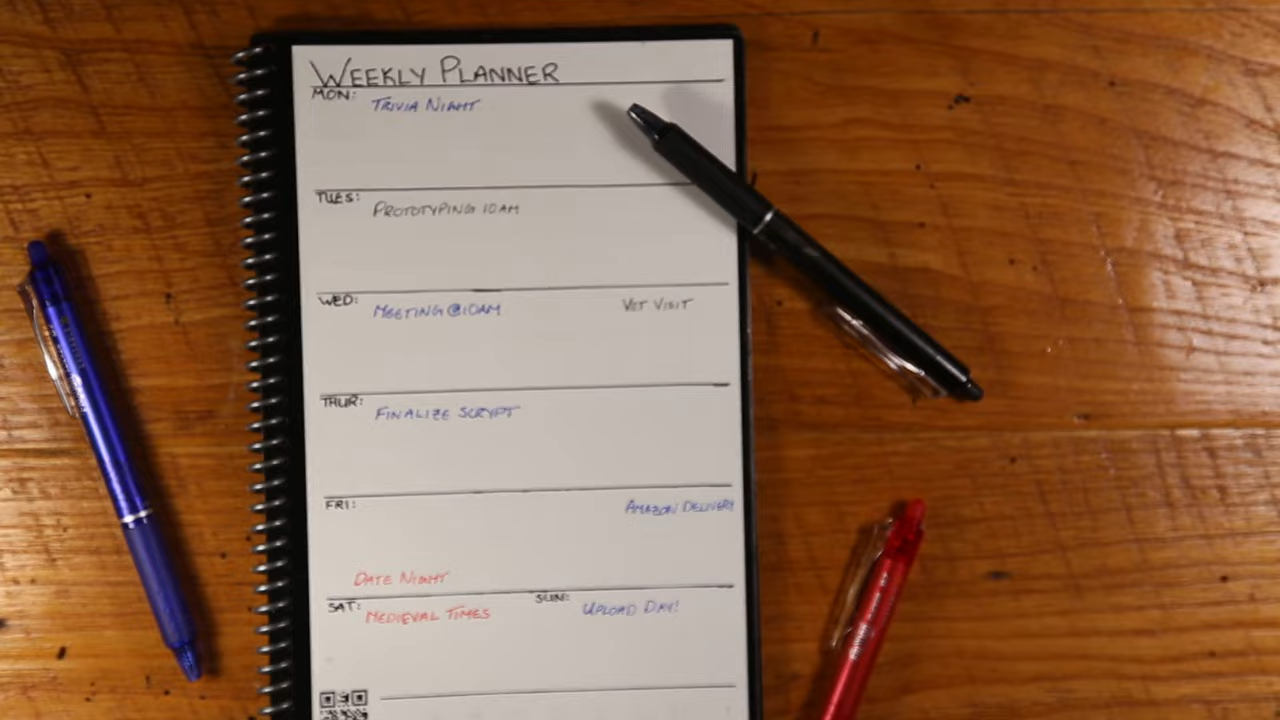 WEEKLY PLANNER
MON: TRIVIA NIGHT
TUES: PROTOTYPING 10AM
WED: MEETING @10AM VET VISIT
THUR: FINALIZE SCRYPT
FRI: AMAZON DELIVERY
DATE NIGHT
SAT: MEDIEVAL TIMES SUN: UPLOAD DAY!